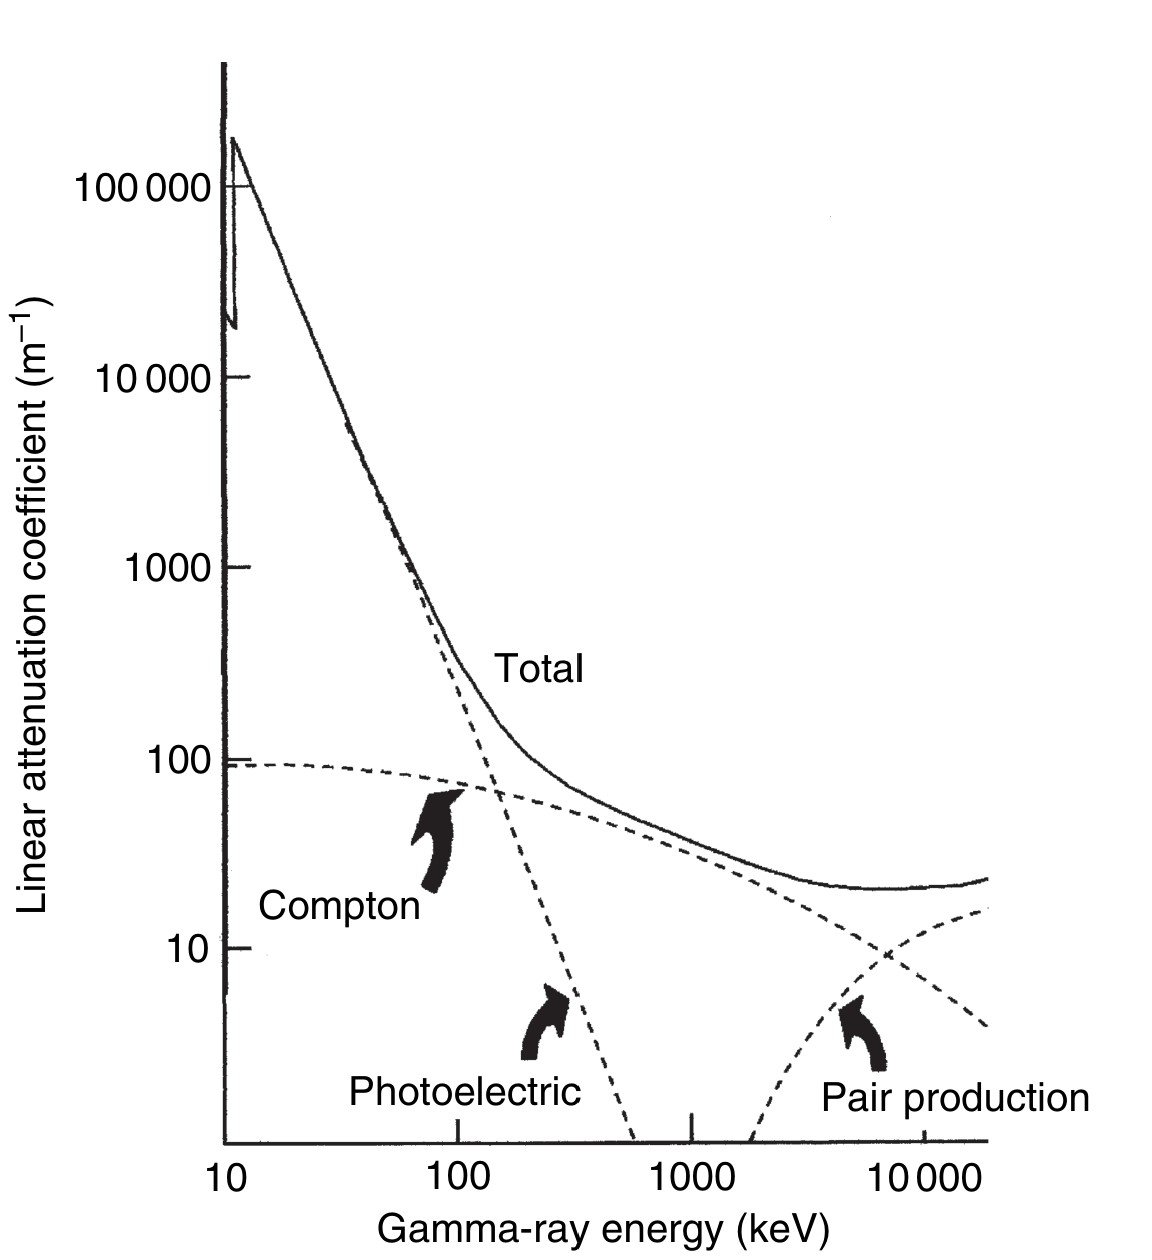 Linear attenuation coefficient (m⁻¹)
100 000
10 000
1000
100
10
Total
Compton
Photoelectric
Pair production
10
100
1000
10 000
Gamma-ray energy (keV)